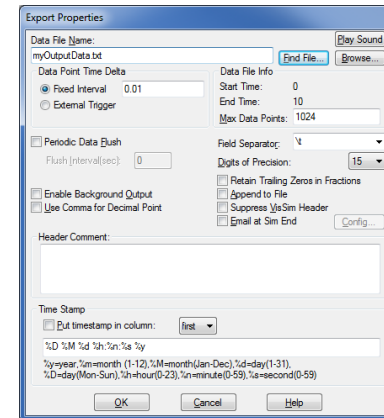 Export Properties
Data File Name:
Play Sound
myOutputData.txt
Find File...
Browse...
Data Point Time Delta
Fixed Interval 0.01
External Trigger
Data File Info
Start Time: 0
End Time: 10
Max Data Points: 1024
Periodic Data Flush
Flush Interval(sec): 0
Field Separator: \t
Digits of Precision: 15
Enable Background Output
Use Comma for Decimal Point
Retain Trailing Zeros in Fractions
Append to File
Suppress VisSim Header
Email at Sim End
Config...
Header Comment:
Time Stamp
Put timestamp in column: first
%D %M %d %h:%n:%s %y
%y=year,%m=month (1-12),%M=month(Jan-Dec),%d=day(1-31),
%D=day(Mon-Sun),%h=hour(0-23),%n=minute(0-59),%s=second(0-59)
OK
Cancel
Help